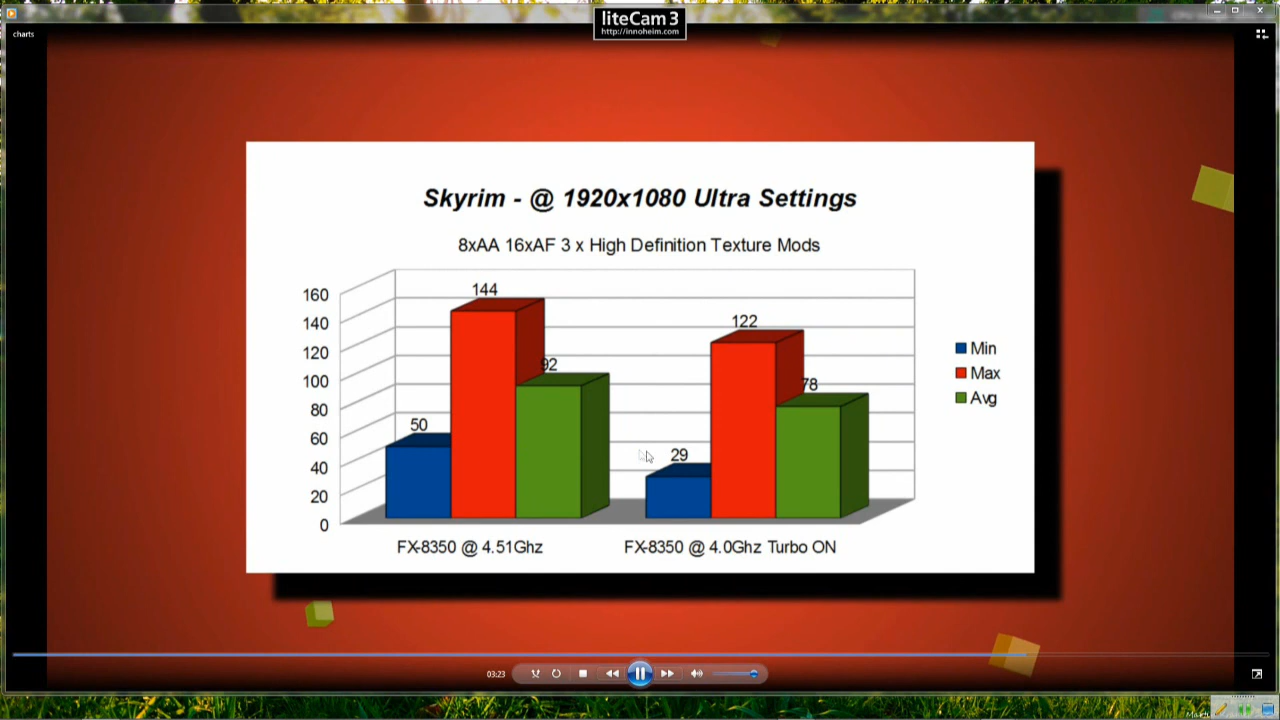 liteCam 3
http://innoheim.com
charts
Skyrim - @ 1920x1080 Ultra Settings
8xAA 16xAF 3 x High Definition Texture Mods
160
140
120
100
80
60
40
20
0
50
144
92
29
122
78
Min
Max
Avg
FX-8350 @ 4.51Ghz
FX-8350 @ 4.0Ghz Turbo ON
03:23